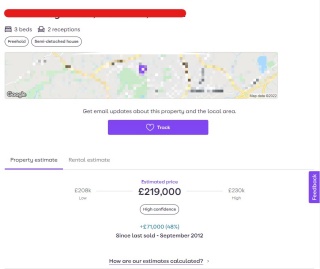 3 beds 2 receptions
Freehold Semi-detached house
Google
Map data ©2022
Get email updates about this property and the local area.
Track
Property estimate Rental estimate
Estimated price
£208k £219,000 £230k
Low High
High confidence
+£71,000 (48%)
Since last sold - September 2012
How are our estimates calculated?
Feedback